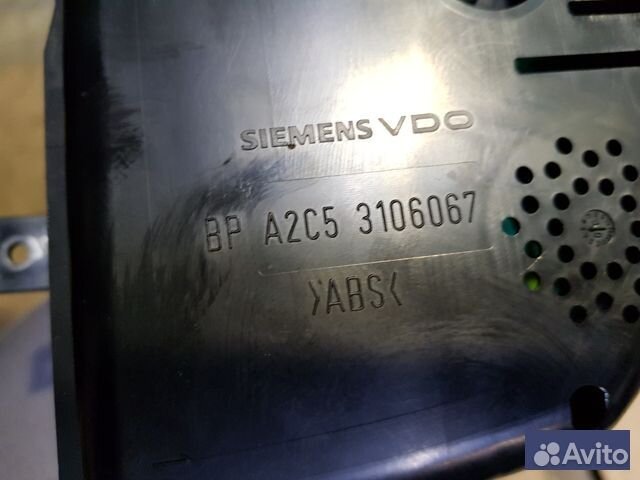 SIEMENS VDO
BP A2C5 3106067
>ABS<
Avito